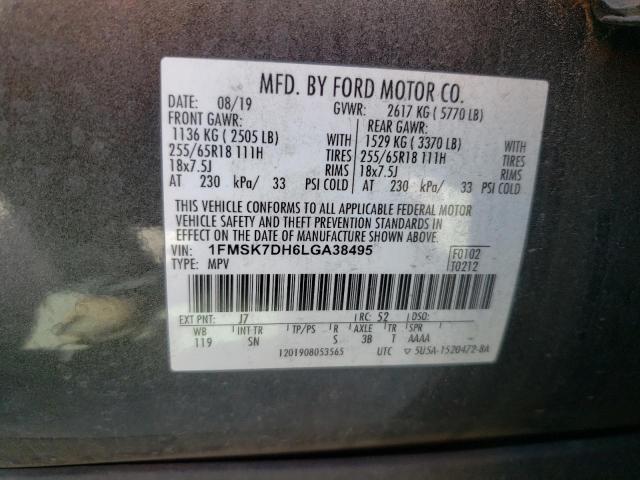 MFD. BY FORD MOTOR CO.
DATE: 08/19 GVWR: 2617 KG ( 5770 LB)
FRONT GAWR: REAR GAWR:
1136 KG ( 2505 LB) WITH 1529 KG ( 3370 LB) WITH
255/65R18 111H TIRES 255/65R18 111H TIRES
18x7.5J RIMS 18x7.5J RIMS
AT 230 kPa/ 33 PSI COLD AT 230 kPa/ 33 PSI COLD
THIS VEHICLE CONFORMS TO ALL APPLICABLE FEDERAL MOTOR
VEHICLE SAFETY AND THEFT PREVENTION STANDARDS IN EFFECT
ON THE DATE OF MANUFACTURE SHOWN ABOVE.
VIN: 1FMSK7DH6LGA38495 F0102
TYPE: MPV T0212
EXT PNT: J7 RC: 52 DSO:
WB INT TR TP/PS R AXLE TR SPR
119 SN S 3B T AAAA
1201908053565 UTC ▽ 5U5A-1520472-8A